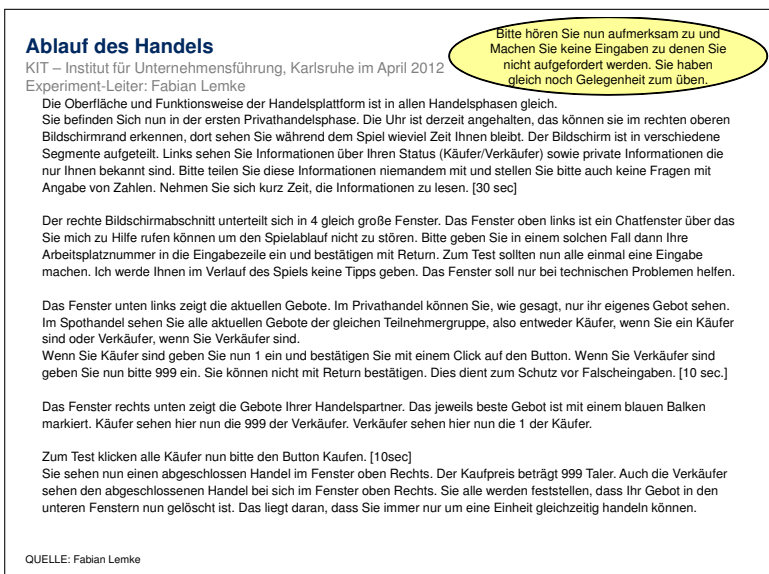 Ablauf des Handels
KIT – Institut für Unternehmensführung, Karlsruhe im April 2012
Experiment-Leiter: Fabian Lemke
Bitte hören Sie nun aufmerksam zu und
Machen Sie keine Eingaben zu denen Sie
nicht aufgefordert werden. Sie haben
gleich noch Gelegenheit zum üben.
Die Oberfläche und Funktionsweise der Handelsplattform ist in allen Handelsphasen gleich.
Sie befinden Sich nun in der ersten Privathandelsphase. Die Uhr ist derzeit angehalten, das können sie im rechten oberen
Bildschirmrand erkennen, dort sehen Sie während dem Spiel wieviel Zeit Ihnen bleibt. Der Bildschirm ist in verschiedene
Segmente aufgeteilt. Links sehen Sie Informationen über Ihren Status (Käufer/Verkäufer) sowie private Informationen die
nur Ihnen bekannt sind. Bitte teilen Sie diese Informationen niemandem mit und stellen Sie bitte auch keine Fragen mit
Angabe von Zahlen. Nehmen Sie sich kurz Zeit, die Informationen zu lesen. [30 sec]
Der rechte Bildschirmabschnitt unterteilt sich in 4 gleich große Fenster. Das Fenster oben links ist ein Chatfenster über das
Sie mich zu Hilfe rufen können um den Spielablauf nicht zu stören. Bitte geben Sie in einem solchen Fall dann Ihre
Arbeitsplatznummer in die Eingabezeile ein und bestätigen mit Return. Zum Test sollten nun alle einmal eine Eingabe
machen. Ich werde Ihnen im Verlauf des Spiels keine Tipps geben. Das Fenster soll nur bei technischen Problemen helfen.
Das Fenster unten links zeigt die aktuellen Gebote. Im Privathandel können Sie, wie gesagt, nur ihr eigenes Gebot sehen.
Im Spothandel sehen Sie alle aktuellen Gebote der gleichen Teilnehmergruppe, also entweder Käufer, wenn Sie ein Käufer
sind oder Verkäufer, wenn Sie Verkäufer sind.
Wenn Sie Käufer sind geben Sie nun 1 ein und bestätigen Sie mit einem Click auf den Button. Wenn Sie Verkäufer sind
geben Sie nun bitte 999 ein. Sie können nicht mit Return bestätigen. Dies dient zum Schutz vor Falscheingaben. [10 sec.]
Das Fenster rechts unten zeigt die Gebote Ihrer Handelspartner. Das jeweils beste Gebot ist mit einem blauen Balken
markiert. Käufer sehen hier nun die 999 der Verkäufer. Verkäufer sehen hier nun die 1 der Käufer.
Zum Test klicken alle Käufer nun bitte den Button Kaufen. [10sec]
Sie sehen nun einen abgeschlossen Handel im Fenster oben Rechts. Der Kaufpreis beträgt 999 Taler. Auch die Verkäufer
sehen den abgeschlossenen Handel bei sich im Fenster oben Rechts. Sie alle werden feststellen, dass Ihr Gebot in den
unteren Fenstern nun gelöscht ist. Das liegt daran, dass Sie immer nur um eine Einheit gleichzeitig handeln können.
QUELLE: Fabian Lemke